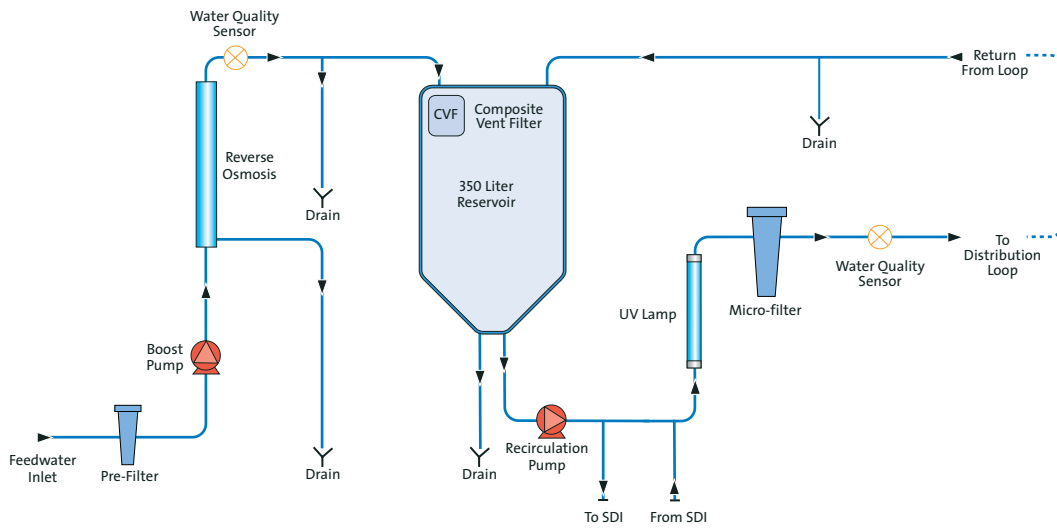 Water Quality
Sensor
Return
From Loop
CVF
Composite
Vent Filter
Drain
Reverse
Osmosis
350 Liter
Reservoir
Drain
To
Distribution
Loop
Water Quality
Sensor
Micro-filter
UV Lamp
Boost
Pump
Feedwater
Inlet
Pre-Filter
Drain
Drain
Recirculation
Pump
To SDI
From SDI